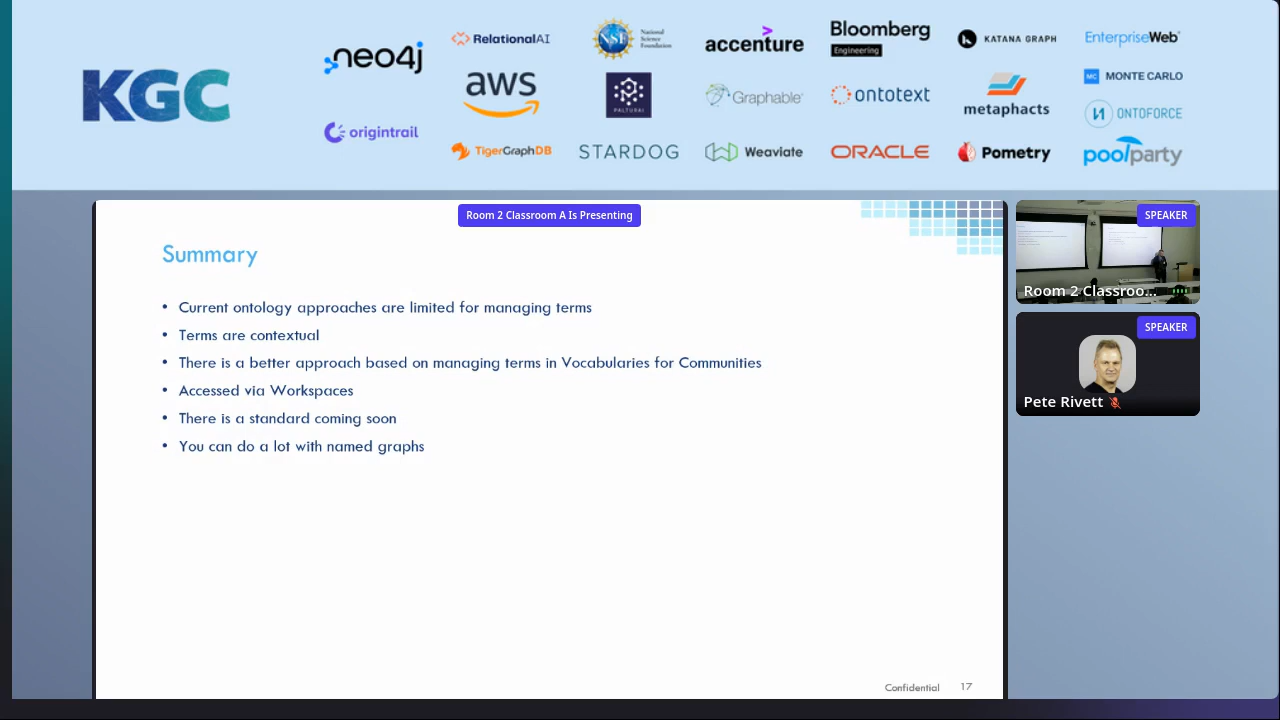 KGC
neo4j
origintrail
RelationalAI
aws
TigerGraphDB
NSF
National
Science
Foundation
STARDOG
accenture
Graphable
Weaviate
Bloomberg
Engineering
ontotext
ORACLE
KATANA GRAPH
metaphacts
Pometry
EnterpriseWeb
MC MONTE CARLO
ONTOFORCE
poolparty
Room 2 Classroom A Is Presenting
Summary
• Current ontology approaches are limited for managing terms
• Terms are contextual
• There is a better approach based on managing terms in Vocabularies for Communities
• Accessed via Workspaces
• There is a standard coming soon
• You can do a lot with named graphs
Confidential 17
SPEAKER
Room 2 Classroo...
SPEAKER
Pete Rivett